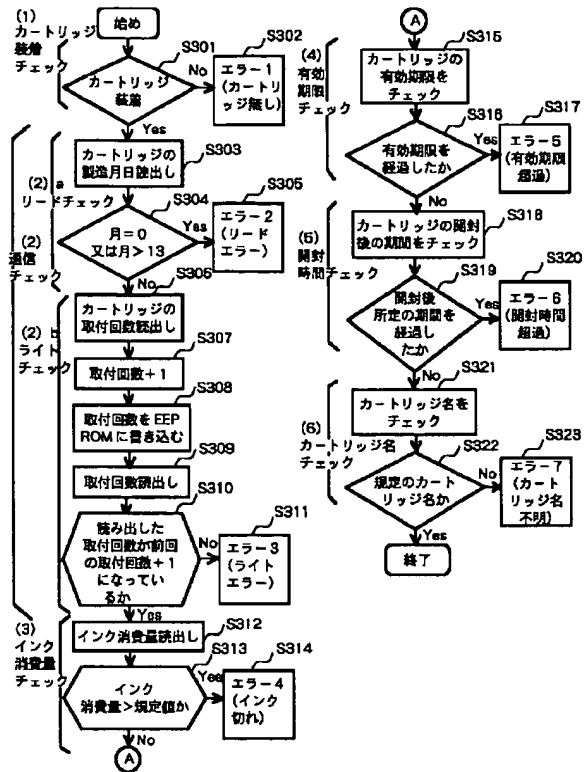 (1)
カートリッジ
装着
チェック
始め
S301
カートリッジ
装着
No
S302
エラー1
(カートリ
ッジ無し)
Yes
S303
カートリッジの
製造月日読出し
(2) a
リードチェック
(2)
通信
チェック
S304
月=0
又は月>13
Yes
S305
エラー2
(リード
エラー)
No
S306
カートリッジの
取付回数読出し
(2) b
ライト
チェック
S307
取付回数+1
S308
取付回数をEEP
ROMに書き込む
S309
取付回数読出し
S310
読み出した
取付回数が前回
の取付回数+1
になってい
るか
No
S311
エラー3
(ライト
エラー)
Yes
(3)
インク
消費量
チェック
S312
インク消費量読出し
S313
インク
消費量>規定値か
Yes
S314
エラー4
(インク
切れ)
No
A
A
(4)
有効
期限
チェック
S315
カートリッジの
有効期限を
チェック
S316
有効期限を
経過したか
Yes
S317
エラー5
(有効期限
超過)
No
(5)
開封
時間チェック
S318
カートリッジの開封
後の期間をチェック
S319
開封後
所定の期間を
経過し
たか
Yes
S320
エラー6
(開封時間
超過)
No
(6)
カートリッジ名
チェック
S321
カートリッジ名を
チェック
S322
規定のカート
リッジ名か
No
S323
エラー7
(カート
リッジ名
不明)
Yes
終了